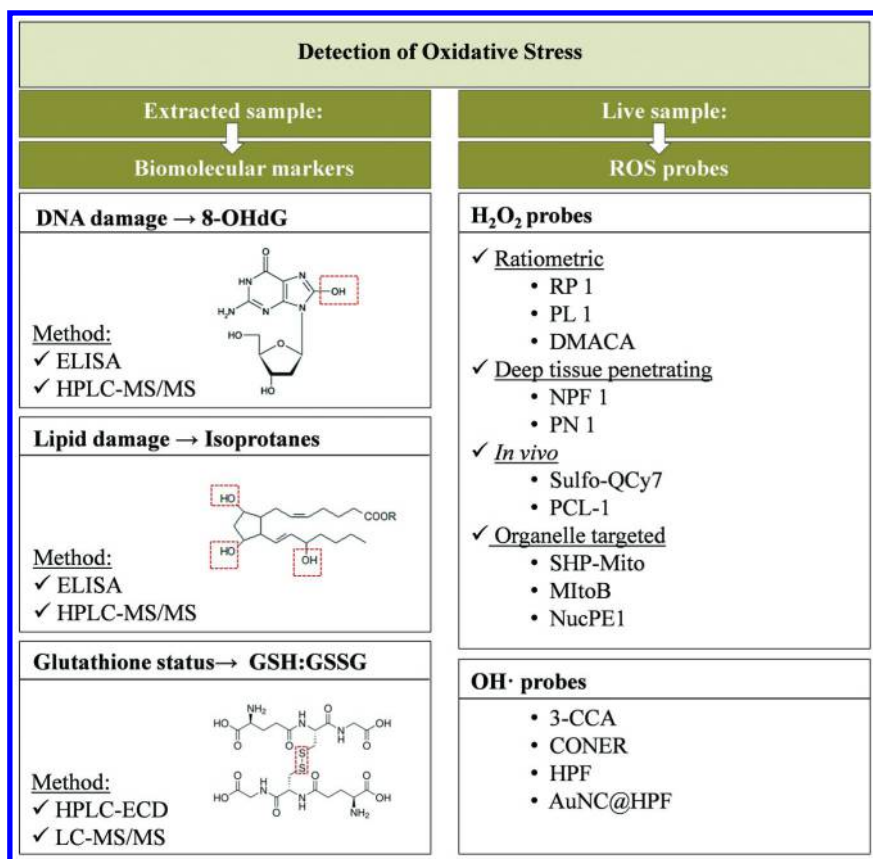 Detection of Oxidative Stress
Extracted sample:
Biomolecular markers
DNA damage → 8-OHdG
O
HN
N
H₂N
N
N
OH
HO
O
HO
Method:
✓ ELISA
✓ HPLC-MS/MS
Lipid damage → Isoprotanes
HO
COOR
HO
OH
Method:
✓ ELISA
✓ HPLC-MS/MS
Glutathione status→ GSH:GSSG
NH₂
O
H
N
O
HO
OH
O
O
N
H
O
S
S
O
H
N
O
HO
N
H
OH
O
O
NH₂
Method:
✓ HPLC-ECD
✓ LC-MS/MS
Live sample:
ROS probes
H₂O₂ probes
✓ Ratiometric
• RP 1
• PL 1
• DMACA
✓ Deep tissue penetrating
• NPF 1
• PN 1
✓ In vivo
• Sulfo-QCy7
• PCL-1
✓ Organelle targeted
• SHP-Mito
• MItoB
• NucPE1
OH· probes
• 3-CCA
• CONER
• HPF
• AuNC@HPF